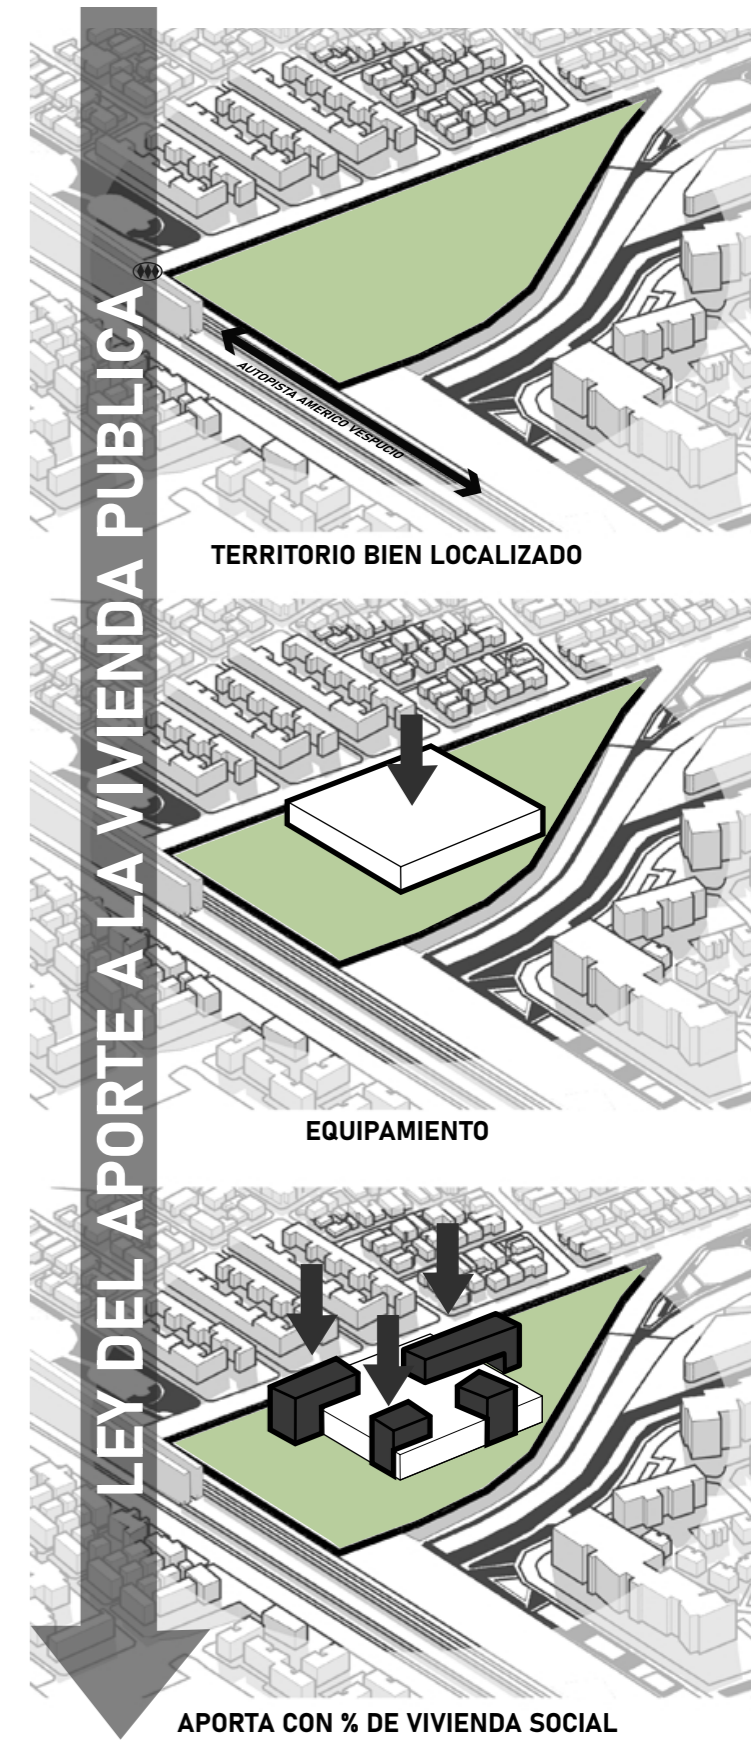 LEY DEL APORTE A LA VIVIENDA PUBLICA
AUTOPISTA AMERICO VESPUCIO
TERRITORIO BIEN LOCALIZADO
EQUIPAMIENTO
APORTA CON % DE VIVIENDA SOCIAL